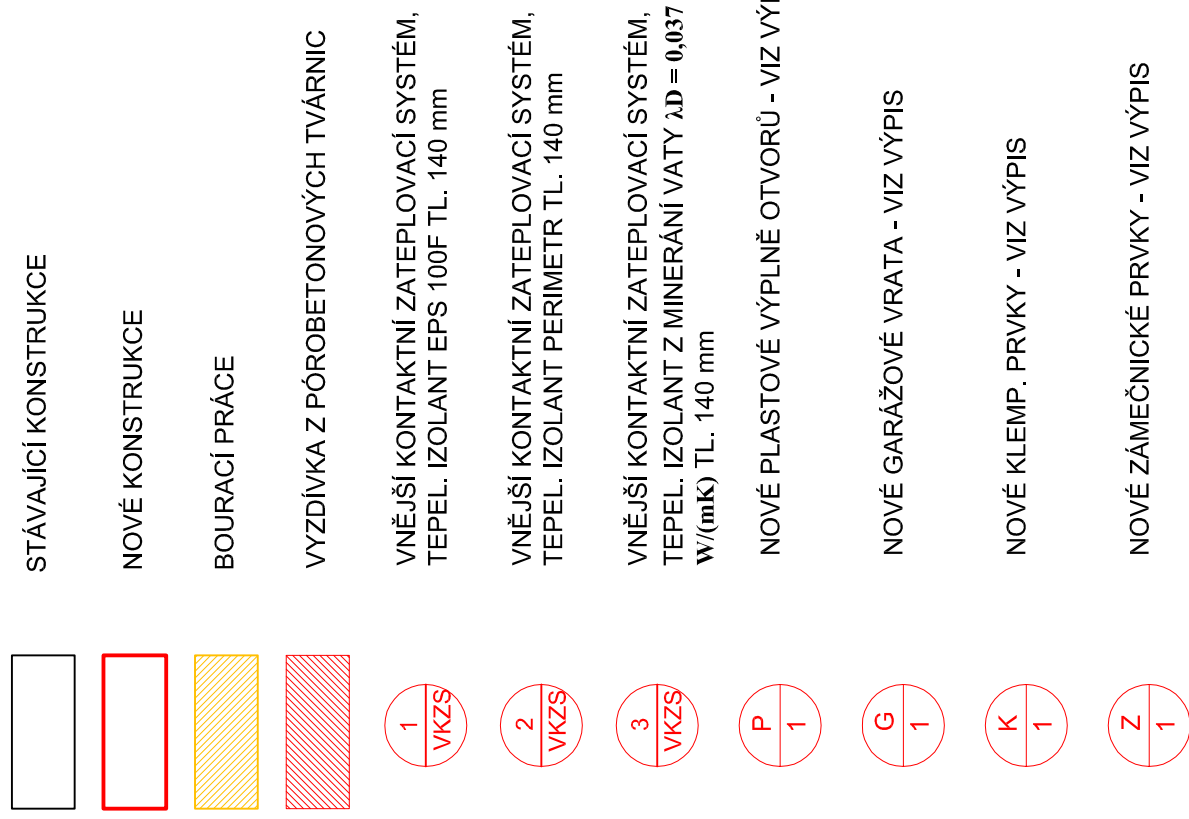 STÁVAJÍCÍ KONSTRUKCE
NOVÉ KONSTRUKCE
BOURACÍ PRÁCE
VYZDÍVKA Z PÓROBETONOVÝCH TVÁRNIC
1
VKZS
VNĚJŠÍ KONTAKTNÍ ZATEPLOVACÍ SYSTÉM,
TEPEL. IZOLANT EPS 100F TL. 140 mm
2
VKZS
VNĚJŠÍ KONTAKTNÍ ZATEPLOVACÍ SYSTÉM,
TEPEL. IZOLANT PERIMETR TL. 140 mm
3
VKZS
VNĚJŠÍ KONTAKTNÍ ZATEPLOVACÍ SYSTÉM,
TEPEL. IZOLANT Z MINERÁNÍ VATY λD = 0,037
W/(mK) TL. 140 mm
P
1
NOVÉ PLASTOVÉ VÝPLNĚ OTVORŮ - VIZ
G
1
NOVÉ GARÁŽOVÉ VRATA - VIZ VÝPIS
K
1
NOVÉ KLEMP. PRVKY - VIZ VÝPIS
Z
1
NOVÉ ZÁMEČNICKÉ PRVKY - VIZ VÝPIS